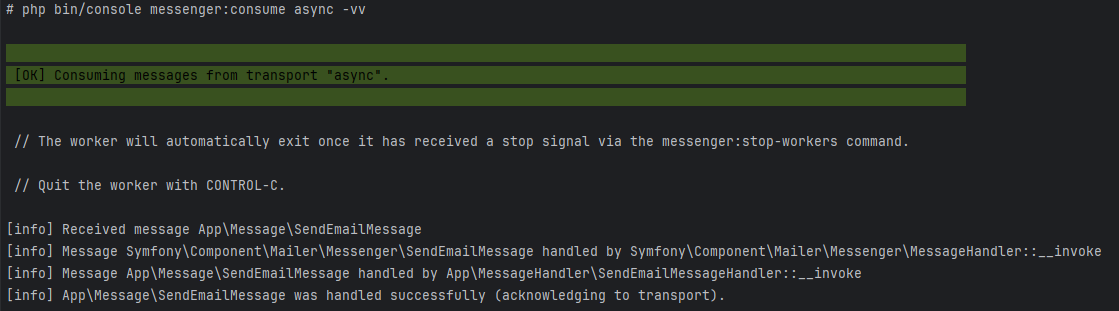 # php bin/console messenger:consume async -vv
[OK] Consuming messages from transport "async".
// The worker will automatically exit once it has received a stop signal via the messenger:stop-workers command.
// Quit the worker with CONTROL-C.
[info] Received message App\Message\SendEmailMessage
[info] Message Symfony\Component\Mailer\Messenger\SendEmailMessage handled by Symfony\Component\Mailer\Messenger\MessageHandler::__invoke
[info] Message App\Message\SendEmailMessage handled by App\MessageHandler\SendEmailMessageHandler::__invoke
[info] App\Message\SendEmailMessage was handled successfully (acknowledging to transport).